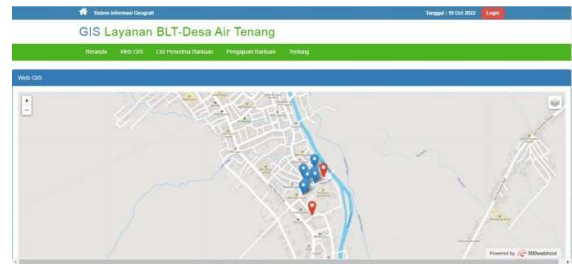 Sistem Informasi Geografi
Tanggal : 18 Oct 2022 Login
GIS Layanan BLT-Desa Air Tenang
Beranda Web GIS List Penerima Bantuan Pengajuan Bantuan Tentang
Web GIS
+
-
Powered by 000webhost